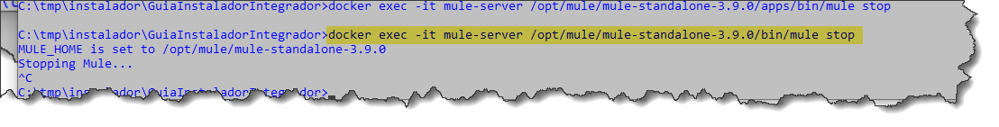 C:\tmp\instalador\GuiaInstaladorIntegrador>docker exec -it mule-server /opt/mule/mule-standalone-3.9.0/apps/bin/mule stop
C:\tmp\instalador\GuiaInstaladorIntegrador>docker exec -it mule-server /opt/mule/mule-standalone-3.9.0/bin/mule stop
MULE_HOME is set to /opt/mule/mule-standalone-3.9.0
Stopping Mule...
^C
C:\tmp\instalador\GuiaInstaladorIntegrador>